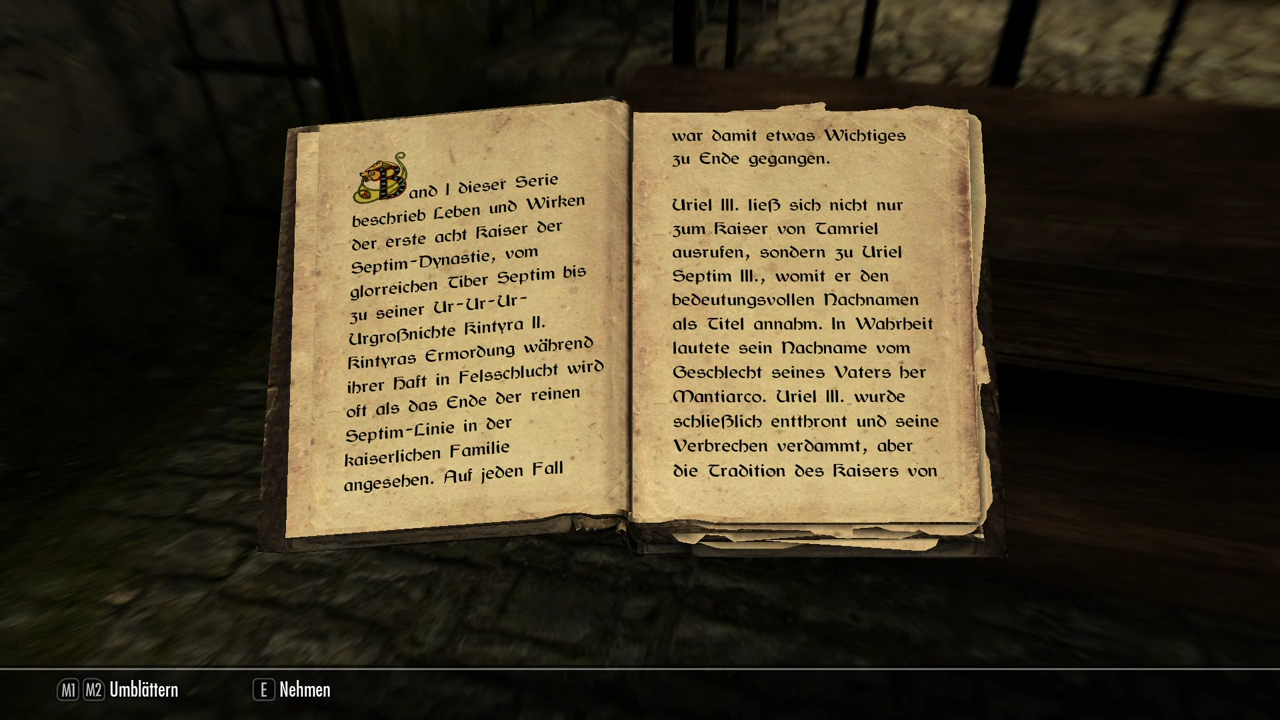 Band I dieser Serie
beschrieb Leben und Wirken
der erste acht Kaiser der
Septim-Dynastie, vom
glorreichen Tiber Septim bis
zu seiner Ur-Ur-Ur-
Urgroßnichte Kintyra II.
Kintyras Ermordung während
ihrer Haft in Felsschlucht wird
oft als das Ende der reinen
Septim-Linie in der
kaiserlichen Familie
angesehen. Auf jeden Fall
war damit etwas Wichtiges
zu Ende gegangen.
Uriel III. ließ sich nicht nur
zum Kaiser von Tamriel
ausrufen, sondern zu Uriel
Septim III., womit er den
bedeutungsvollen Nachnamen
als Titel annahm. In Wahrheit
lautete sein Nachname vom
Geschlecht seines Vaters her
Mantiarco. Uriel III. wurde
schließlich entthront und seine
Verbrechen verdammt, aber
die Tradition des Kaisers von
M1 M2 Umblättern E Nehmen